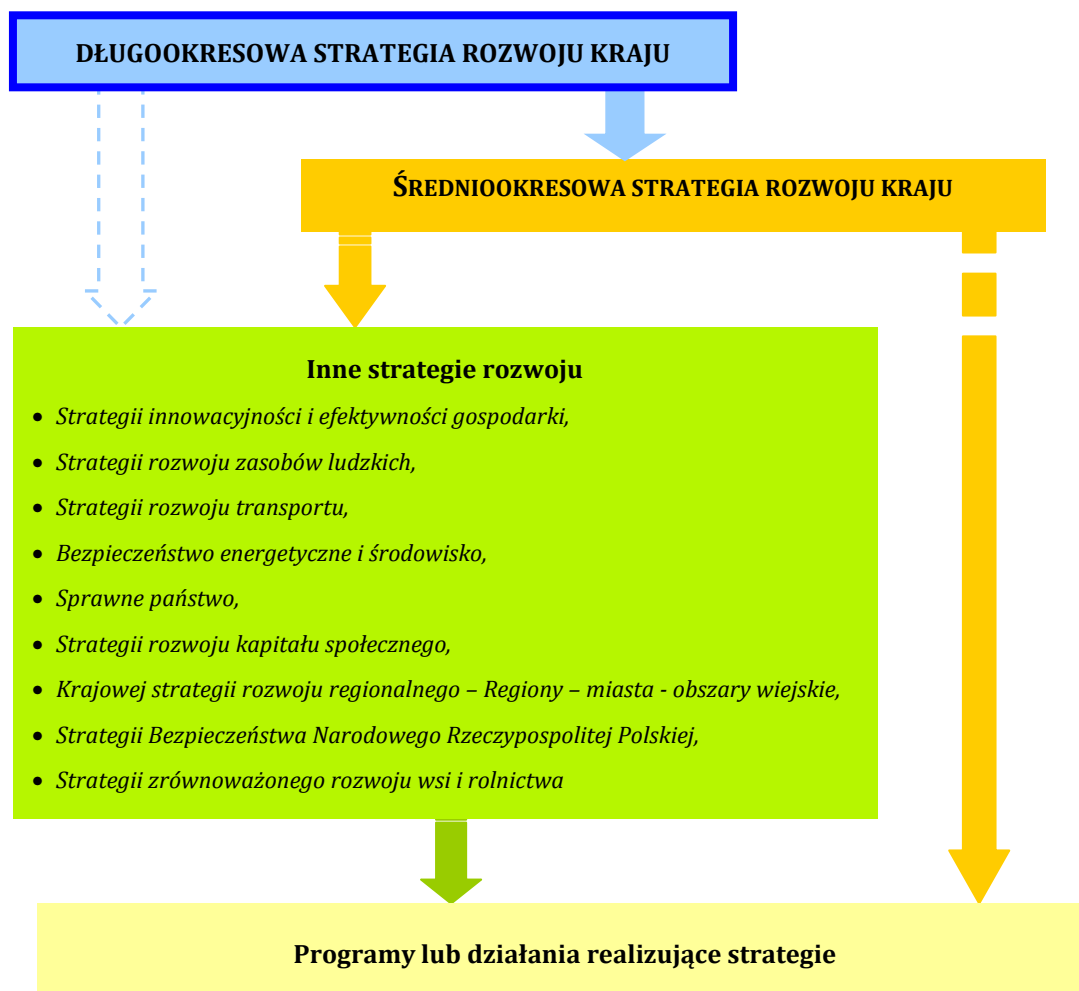 DŁUGOOKRESOWA STRATEGIA ROZWOJU KRAJU
ŚREDNIOOKRESOWA STRATEGIA ROZWOJU KRAJU
Inne strategie rozwoju
• Strategii innowacyjności i efektywności gospodarki,
• Strategii rozwoju zasobów ludzkich,
• Strategii rozwoju transportu,
• Bezpieczeństwo energetyczne i środowisko,
• Sprawne państwo,
• Strategii rozwoju kapitału społecznego,
• Krajowej strategii rozwoju regionalnego – Regiony – miasta - obszary wiejskie,
• Strategii Bezpieczeństwa Narodowego Rzeczypospolitej Polskiej,
• Strategii zrównoważonego rozwoju wsi i rolnictwa
Programy lub działania realizujące strategie